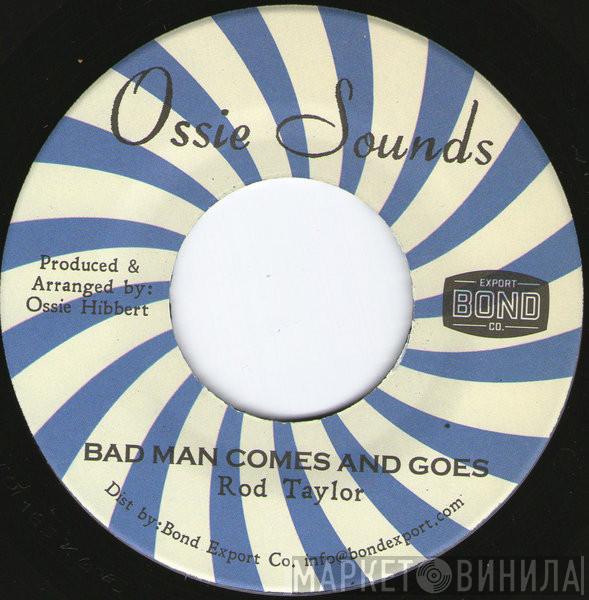 Ossie Sounds
Produced &
Arranged by:
Ossie Hibbert
EXPORT
BOND
CO.
BAD MAN COMES AND GOES
Rod Taylor
Dist by: Bond Export Co. info@bondexport.com
МАРКЕТ ВИНИЛА